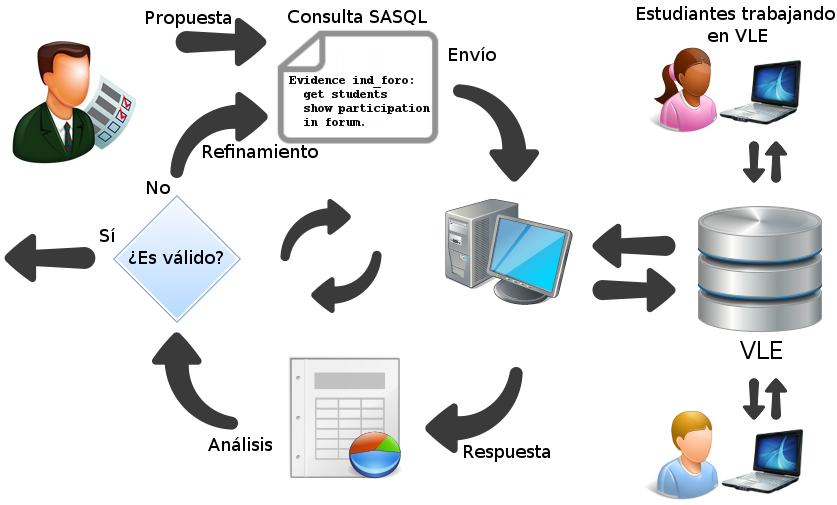 Propuesta
Consulta SASQL
Evidence ind_foro:
get students
show participation
in forum.
Envío
Estudiantes trabajando
en VLE
Refinamiento
No
Sí
¿Es válido?
VLE
Análisis
Respuesta